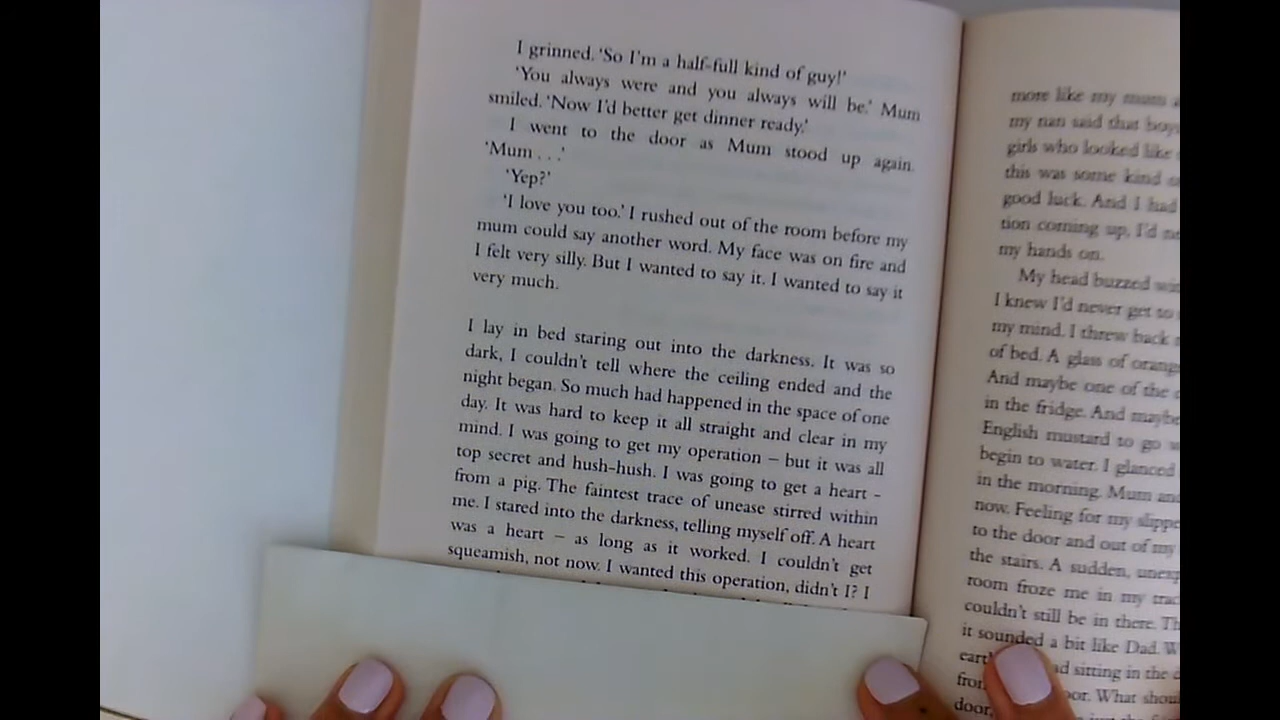 I grinned. ‘So I’m a half-full kind of guy!’
‘You always were and you always will be.’ Mum
smiled. ‘Now I’d better get dinner ready.’
I went to the door as Mum stood up again.
‘Mum . . .’
‘Yep?’
‘I love you too.’ I rushed out of the room before my
mum could say another word. My face was on fire and
I felt very silly. But I wanted to say it. I wanted to say it
very much.
I lay in bed staring out into the darkness. It was so
dark, I couldn’t tell where the ceiling ended and the
night began. So much had happened in the space of one
day. It was hard to keep it all straight and clear in my
mind. I was going to get my operation – but it was all
top secret and hush-hush. I was going to get a heart -
from a pig. The faintest trace of unease stirred within
me. I stared into the darkness, telling myself off. A heart
was a heart – as long as it worked. I couldn’t get
squeamish, not now. I wanted this operation, didn’t I? I
more like my mum
my nan said that
girls who looked like
this was some kind
good luck. And I had
tion coming up, I’d
my hands on.
My head buzzed
I knew I’d never get to
my mind. I threw back
of bed. A glass of
And maybe one of the
in the fridge. And maybe
English mustard to go
begin to water. I glanced
in the morning. Mum
now. Feeling for my
to the door and out of my
the stairs. A sudden,
room froze me in my
couldn’t still be in there.
it sounded a bit like Dad.
sitting in the
What
door,